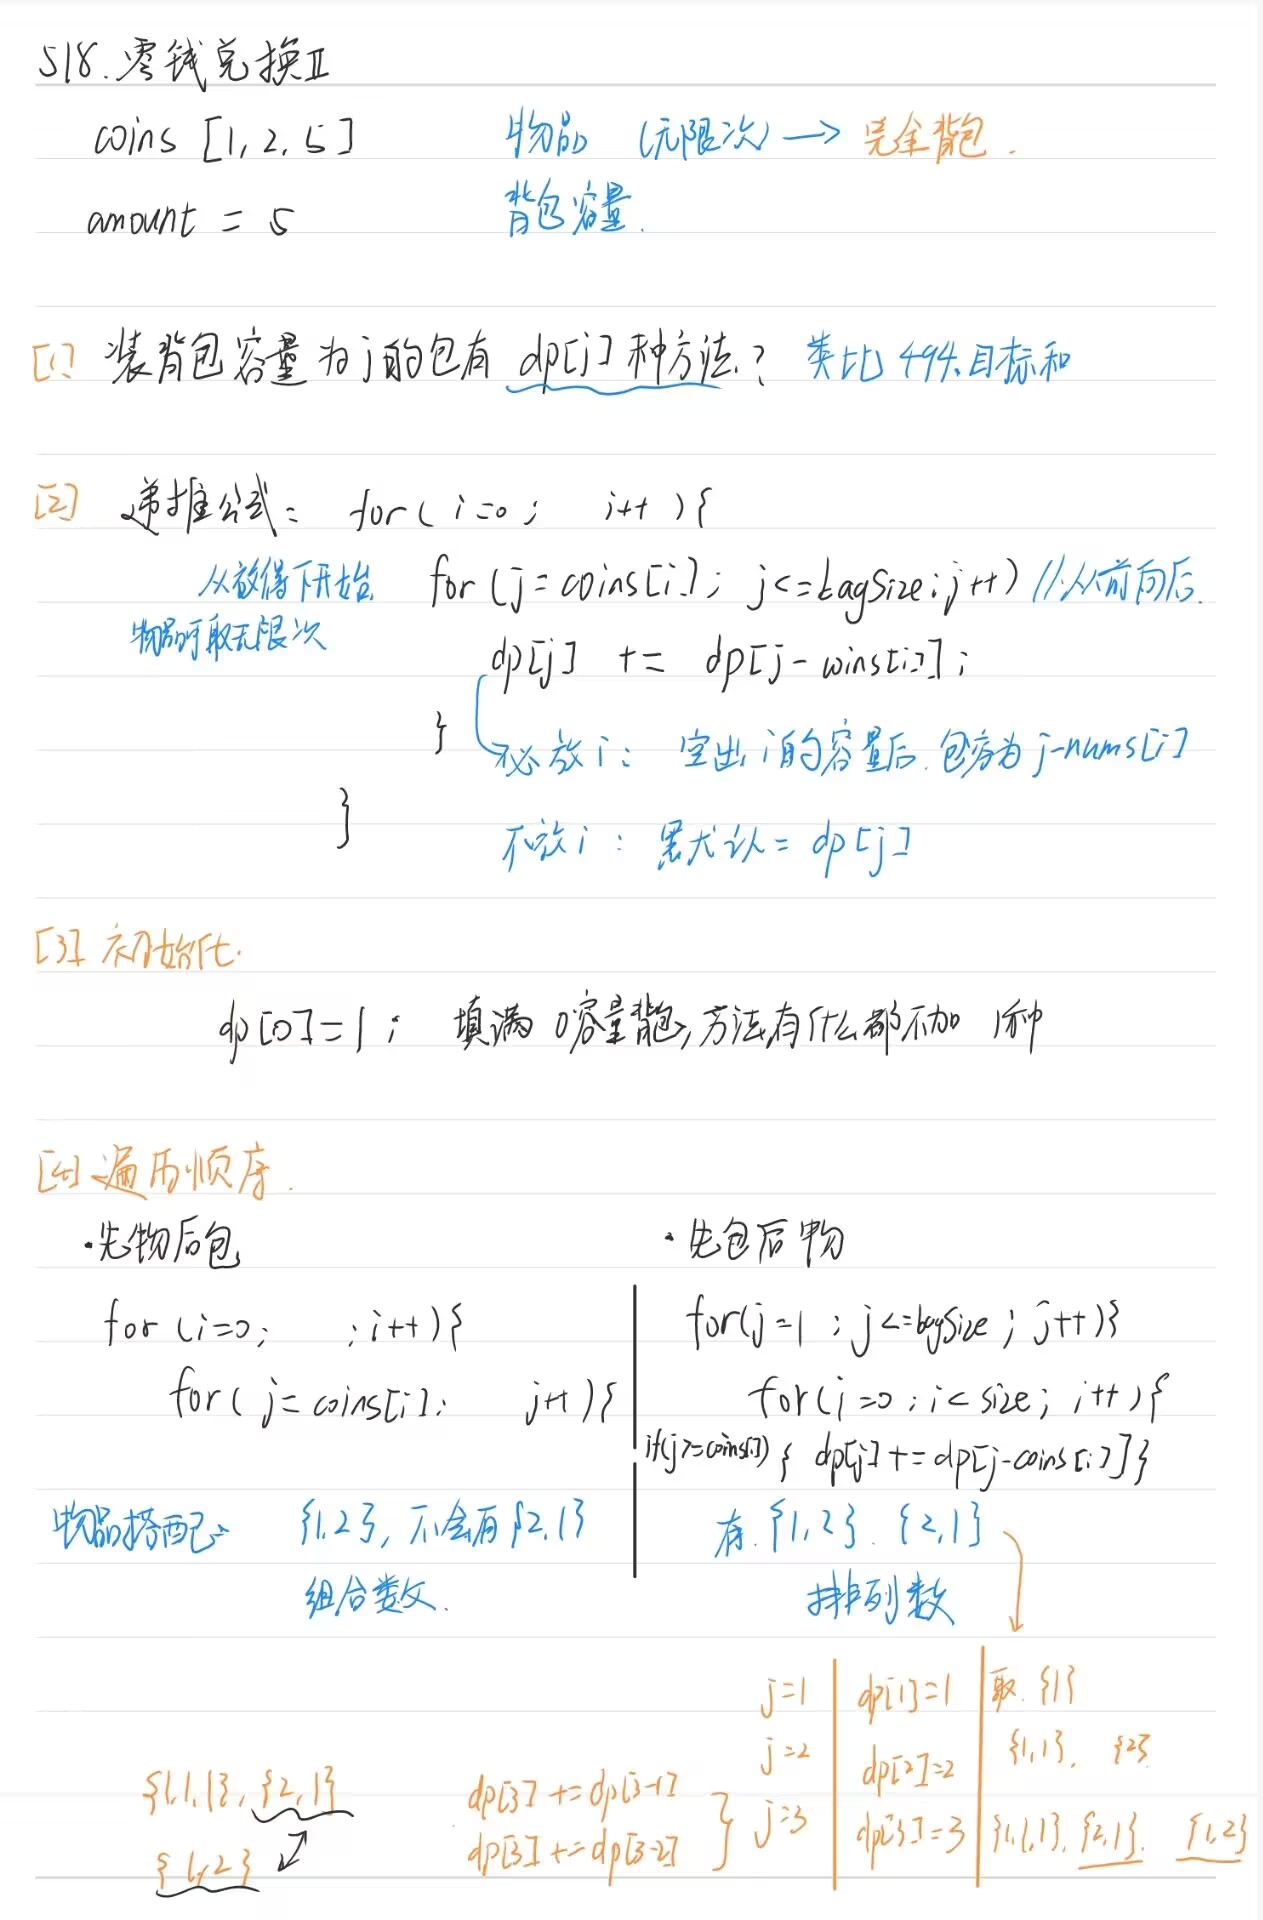 518.零钱兑换Ⅱ
coins [1,2,5] 物品 (无限次) → 完全背包.
amount = 5 背包容量.
[1] 装背包容量为j的包有 dp[j] 种方法? 类比 494.目标和
[2] 递推公式: for( i=0; i++ ){
从放得下开始 for(j=coins[i]; j<=bagSize;j++) //从前向后.
物品可取无限次
dp[j] += dp[j-coins[i]];
}
放i: 空出i的容量后.包容为j-nums[i]
}
不放i: 默认= dp[j]
[3] 初始化.
dp[0]=1; 填满 0容量背包,方法有什么都不加 1种
[4] 遍历顺序.
·先物后包
for (i=0; ;i++){
for( j=coins[i]; j++){
物品搭配 {1,2},不会有{2,1}
组合数.
·先包后物
for(j=1 ;j<=bagSize ; j++){
for(i=0;i<size; i++){
if(j>=coins[i]) { dp[j]+=dp[j-coins[i]]}
有.{1,2}. {2,1}
排列数
j=1 dp[1]=1 取.{1}
j=2 dp[2]=2 {1,1}, {2}
{1,1,1}, {2,1} dp[3]+=dp[3-1]
dp[3]+=dp[3-2] } j=3 dp[3]=3 {1,1,1}.{2,1}. {1,2}
{1,2}